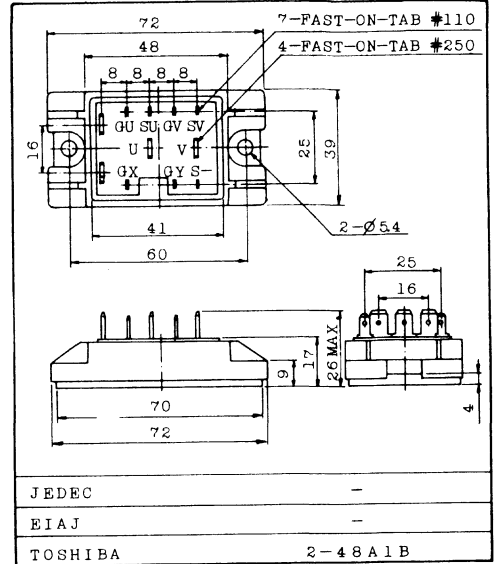 72
7-FAST-ON-TAB #110
48
4-FAST-ON-TAB #250
8 8 8 8
GU SU GV SV
U V
GX GY S-
16
25
39
41
2-Ø5.4
60
25
16
26MAX
17
9
4
70
72
JEDEC —
EIAJ —
TOSHIBA 2-48A1B